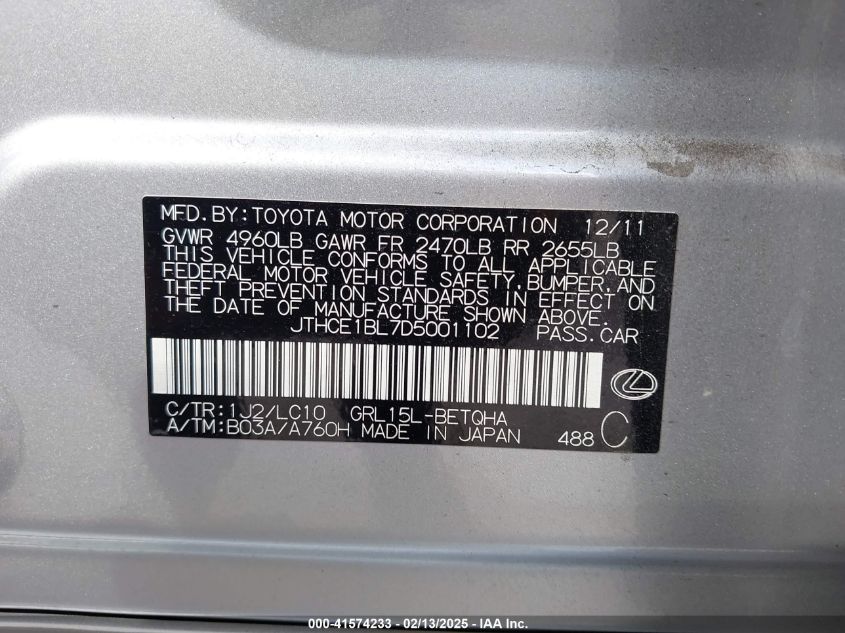 MFD.BY:TOYOTA MOTOR CORPORATION 12/11
GVWR 4960LB GAWR FR 2470LB RR 2655LB
THIS VEHICLE CONFORMS TO ALL APPLICABLE
FEDERAL MOTOR VEHICLE SAFETY,BUMPER,AND
THEFT PREVENTION STANDARDS IN EFFECT ON
THE DATE OF MANUFACTURE SHOWN ABOVE.
JTHCE1BL7D5001102 PASS.CAR
C/TR:1J2/LC10 GRL15L-BETQHA
A/TM:B03A/A760H MADE IN JAPAN 488 C
000-41574233 - 02/13/2025 - IAA Inc.